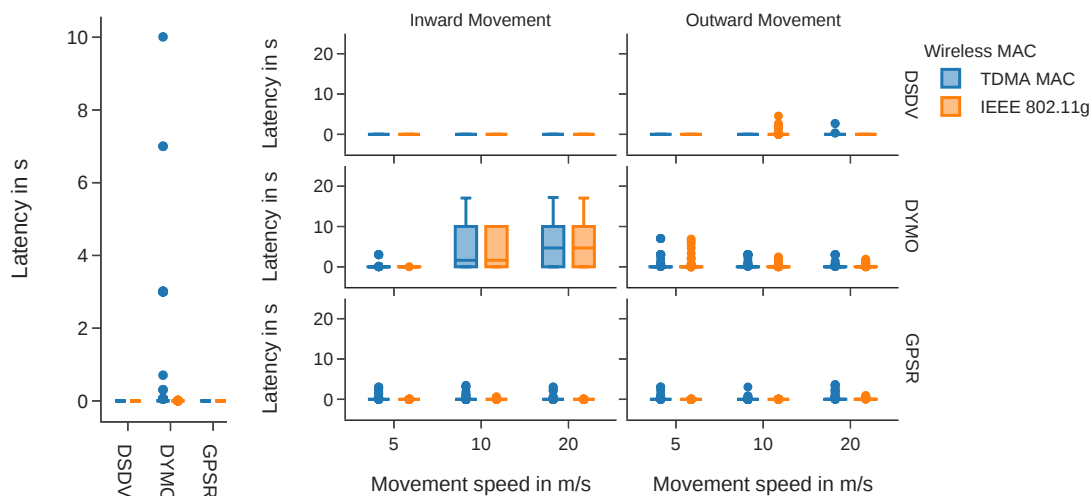 Latency in s
10
8
6
4
2
0
DSDV
DYMO
GPSR
Inward Movement
Outward Movement
Wireless MAC
TDMA MAC
IEEE 802.11g
Latency in s
20
10
0
DSDV
Latency in s
20
10
0
DYMO
Latency in s
20
10
0
GPSR
5
10
20
5
10
20
Movement speed in m/s
Movement speed in m/s